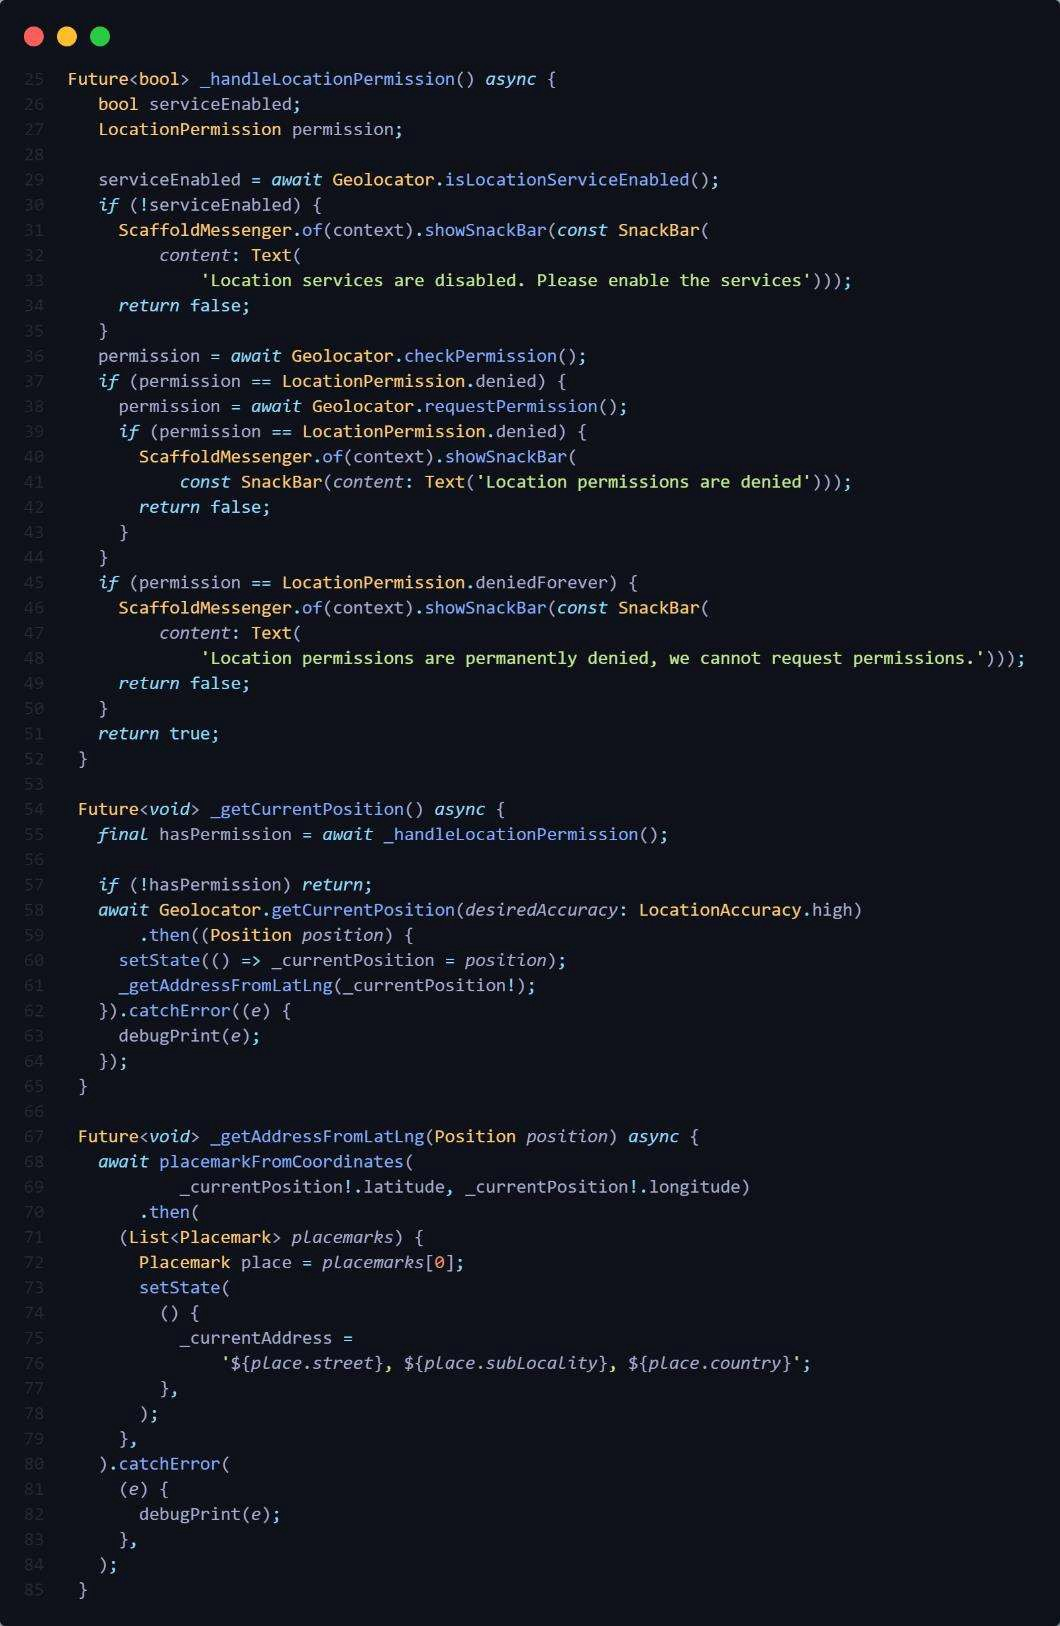 25 Future<bool> _handleLocationPermission() async {
26 bool serviceEnabled;
27 LocationPermission permission;
28
29 serviceEnabled = await Geolocator.isLocationServiceEnabled();
30 if (!serviceEnabled) {
31 ScaffoldMessenger.of(context).showSnackBar(const SnackBar(
32 content: Text(
33 'Location services are disabled. Please enable the services')));
34 return false;
35 }
36 permission = await Geolocator.checkPermission();
37 if (permission == LocationPermission.denied) {
38 permission = await Geolocator.requestPermission();
39 if (permission == LocationPermission.denied) {
40 ScaffoldMessenger.of(context).showSnackBar(
41 const SnackBar(content: Text('Location permissions are denied')));
42 return false;
43 }
44 }
45 if (permission == LocationPermission.deniedForever) {
46 ScaffoldMessenger.of(context).showSnackBar(const SnackBar(
47 content: Text(
48 'Location permissions are permanently denied, we cannot request permissions.')));
49 return false;
50 }
51 return true;
52 }
53
54 Future<void> _getCurrentPosition() async {
55 final hasPermission = await _handleLocationPermission();
56
57 if (!hasPermission) return;
58 await Geolocator.getCurrentPosition(desiredAccuracy: LocationAccuracy.high)
59 .then((Position position) {
60 setState(() => _currentPosition = position);
61 _getAddressFromLatLng(_currentPosition!);
62 }).catchError((e) {
63 debugPrint(e);
64 });
65 }
66
67 Future<void> _getAddressFromLatLng(Position position) async {
68 await placemarkFromCoordinates(
69 _currentPosition!.latitude, _currentPosition!.longitude)
70 .then(
71 (List<Placemark> placemarks) {
72 Placemark place = placemarks[0];
73 setState(
74 () {
75 _currentAddress =
76 '${place.street}, ${place.subLocality}, ${place.country}';
77 },
78 );
79 },
80 ).catchError(
81 (e) {
82 debugPrint(e);
83 },
84 );
85 }